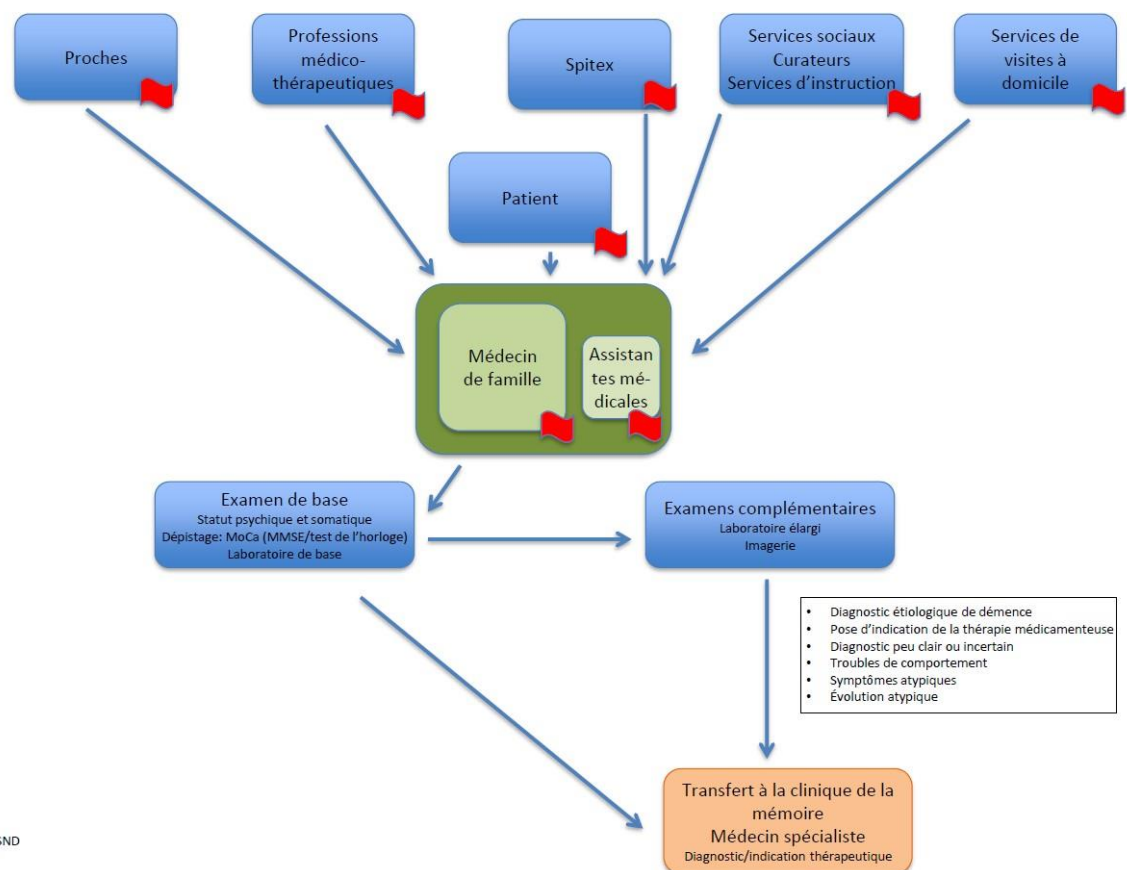 Proches
Professions
médico-
thérapeutiques
Spitex
Services sociaux
Curateurs
Services d'instruction
Services de
visites à
domicile
Patient
Médecin
de famille
Assistan
tes mé-
dicales
Examen de base
Statut psychique et somatique
Dépistage: MoCa (MMSE/test de l'horloge)
Laboratoire de base
Examens complémentaires
Laboratoire élargi
Imagerie
• Diagnostic étiologique de démence
• Pose d'indication de la thérapie médicamenteuse
• Diagnostic peu clair ou incertain
• Troubles de comportement
• Symptômes atypiques
• Évolution atypique
Transfert à la clinique de la
mémoire
Médecin spécialiste
Diagnostic/indication thérapeutique